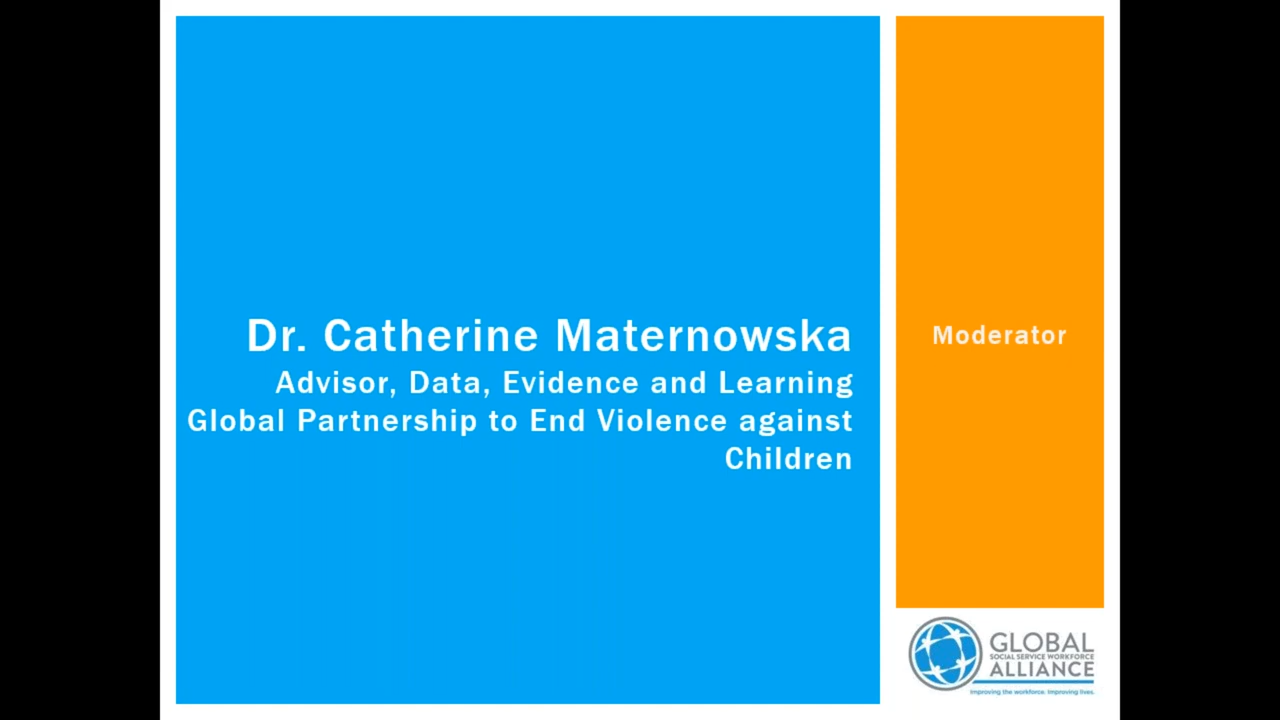 Dr. Catherine Maternowska
Advisor, Data, Evidence and Learning
Global Partnership to End Violence against
Children
Moderator
GLOBAL
SOCIAL SERVICE WORKFORCE
ALLIANCE
Improving the workforce. Improving lives.